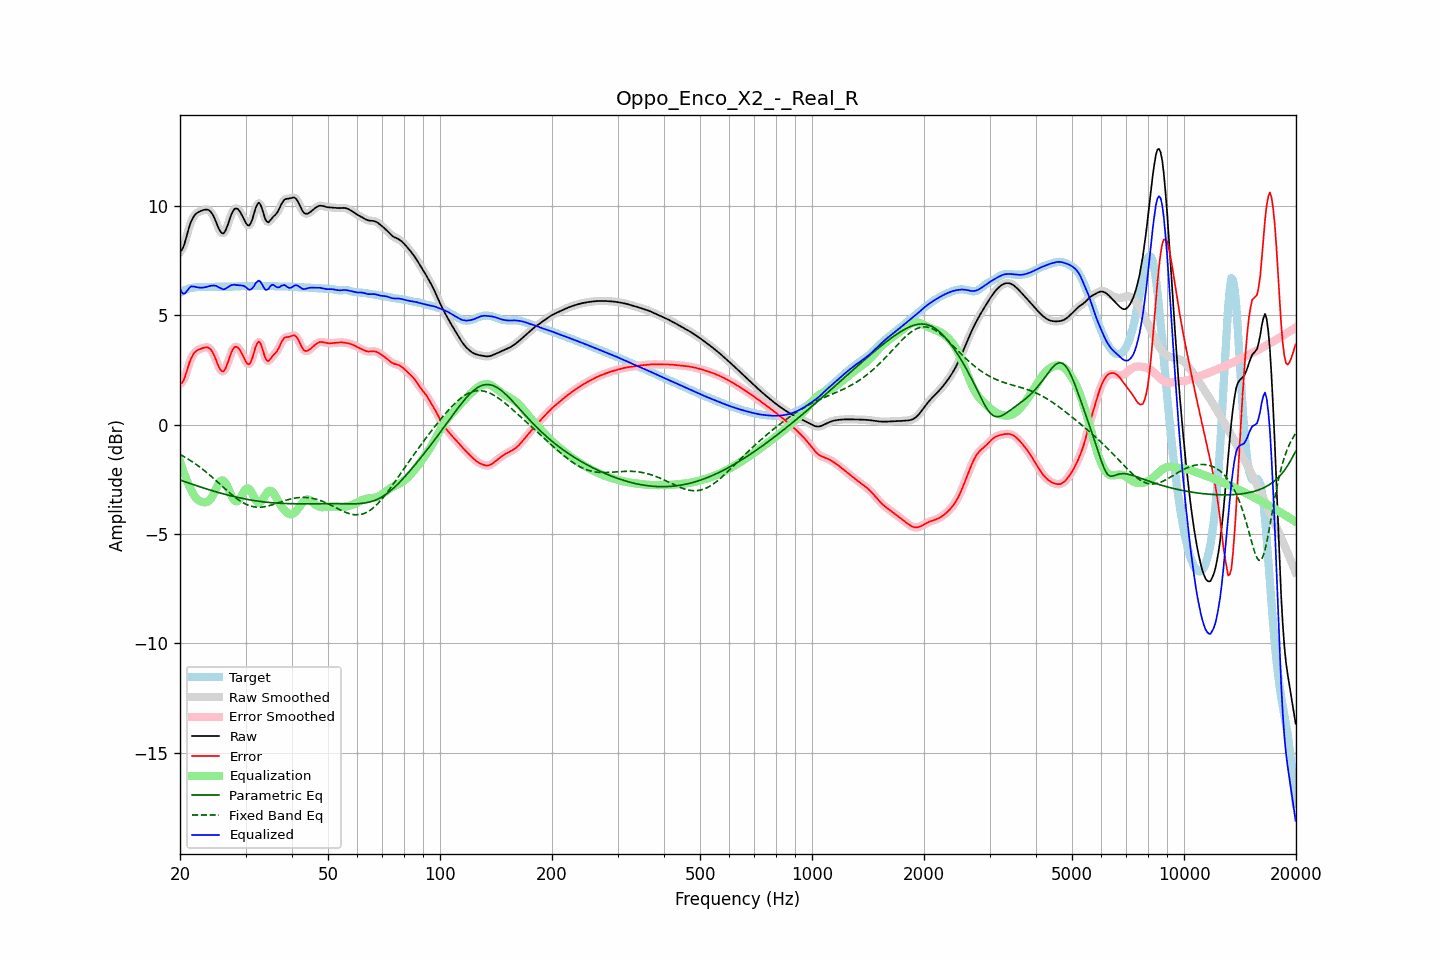 Oppo_Enco_X2_-_Real_R
Amplitude (dBr)
10
5
0
−5
−10
−15
Target
Raw Smoothed
Error Smoothed
Raw
Error
Equalization
Parametric Eq
Fixed Band Eq
Equalized
20 50 100 200 500 1000 2000 5000 10000 20000
Frequency (Hz)